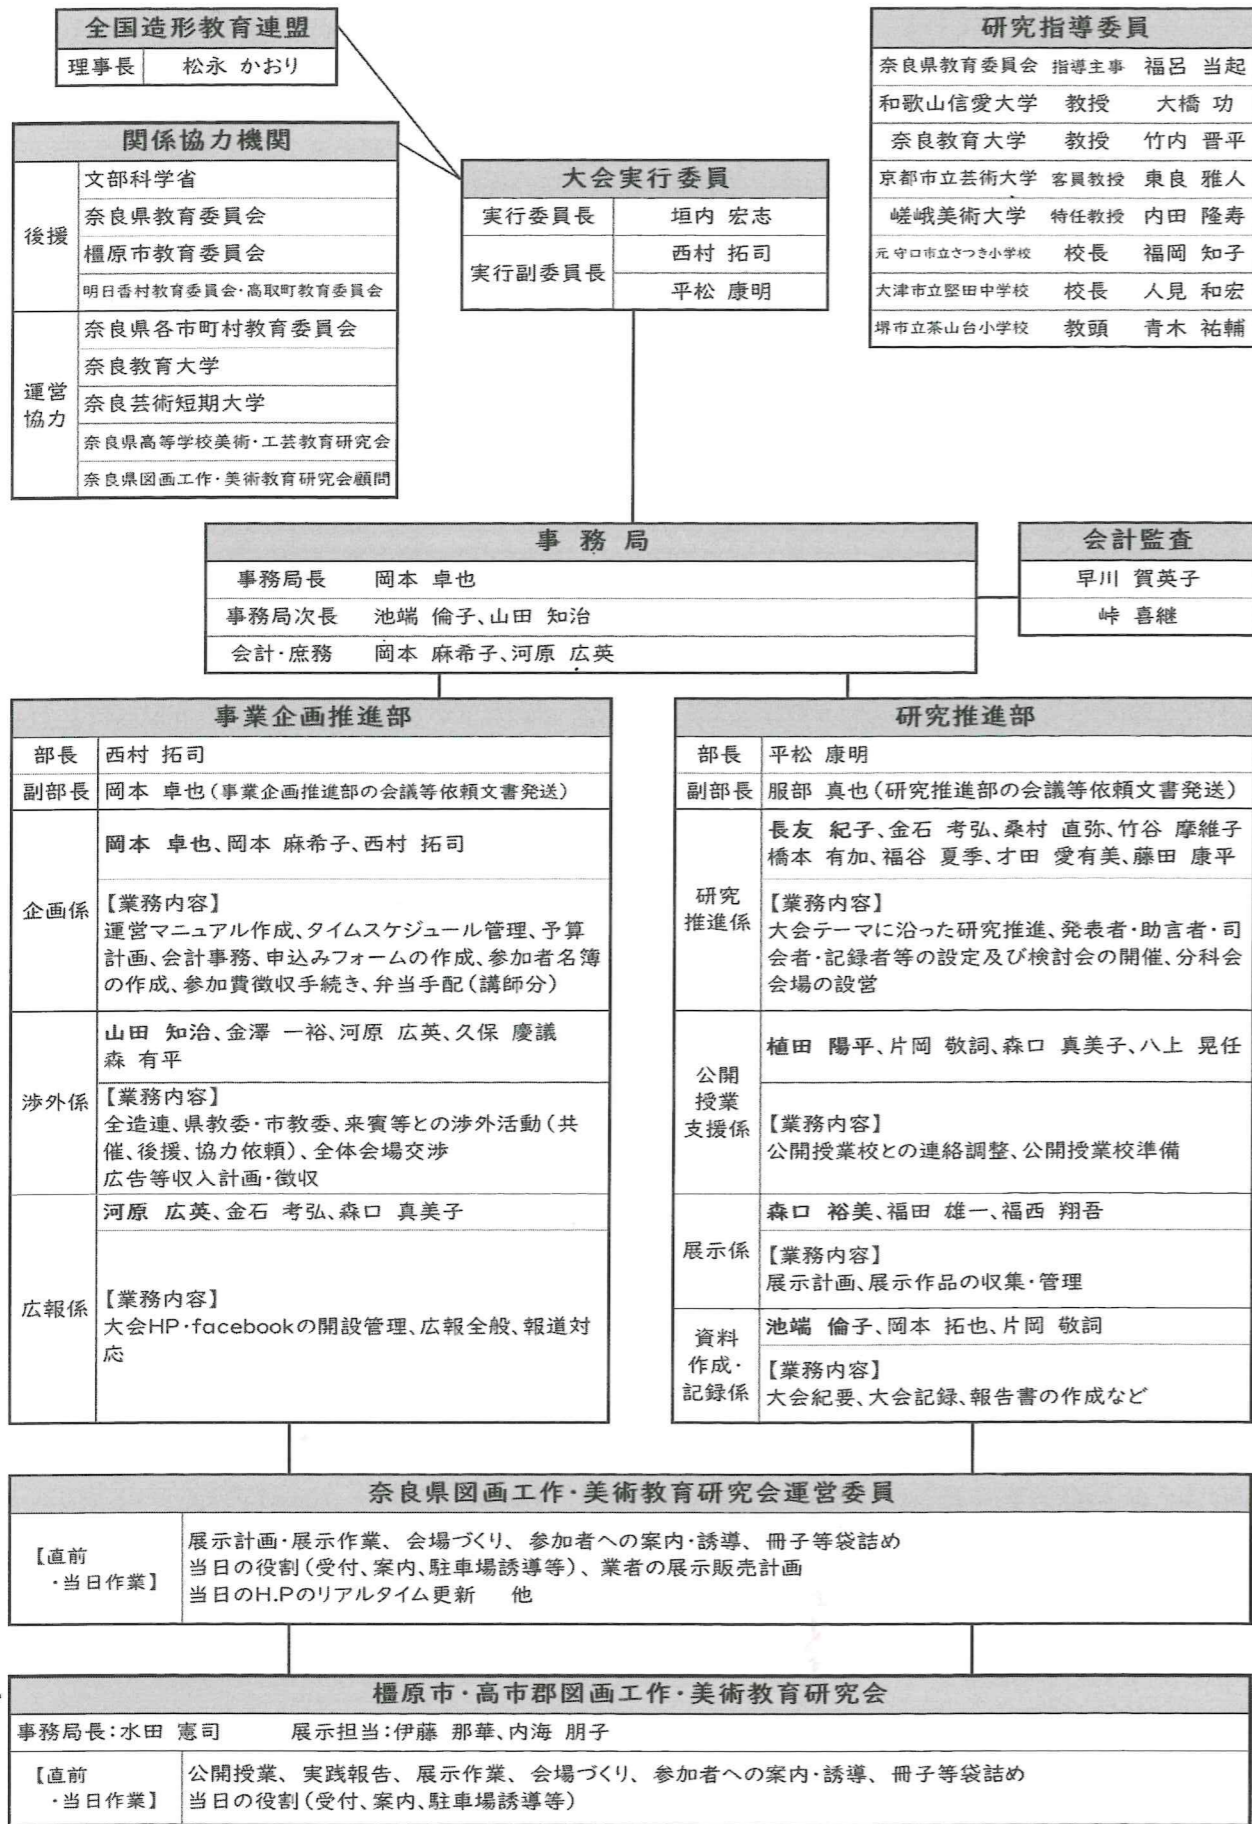 全国造形教育連盟
理事長 松永 かおり
関係協力機関
後援
文部科学省
奈良県教育委員会
橿原市教育委員会
明日香村教育委員会・高取町教育委員会
運営
協力
奈良県各市町村教育委員会
奈良教育大学
奈良芸術短期大学
奈良県高等学校美術・工芸教育研究会
奈良県図画工作・美術教育研究会顧問
大会実行委員
実行委員長 垣内 宏志
実行副委員長
西村 拓司
平松 康明
研究指導委員
奈良県教育委員会 指導主事 福呂 当起
和歌山信愛大学 教授 大橋 功
奈良教育大学 教授 竹内 晋平
京都市立芸術大学 客員教授 東良 雅人
嵯峨美術大学 特任教授 内田 隆寿
元 守口市立さつき小学校 校長 福岡 知子
大津市立堅田中学校 校長 人見 和宏
堺市立茶山台小学校 教頭 青木 祐輔
事務局
事務局長 岡本 卓也
事務局次長 池端 倫子、山田 知治
会計・庶務 岡本 麻希子、河原 広英
会計監査
早川 賀英子
峠 喜継
事業企画推進部
部長 西村 拓司
副部長 岡本 卓也(事業企画推進部の会議等依頼文書発送)
企画係
岡本 卓也、岡本 麻希子、西村 拓司
【業務内容】
運営マニュアル作成、タイムスケジュール管理、予算
計画、会計事務、申込みフォームの作成、参加者名簿
の作成、参加費徴収手続き、弁当手配(講師分)
渉外係
山田 知治、金澤 一裕、河原 広英、久保 慶議
森 有平
【業務内容】
全造連、県教委・市教委、来賓等との渉外活動(共
催、後援、協力依頼)、全体会場交渉
広告等収入計画・徴収
広報係
河原 広英、金石 考弘、森口 真美子
【業務内容】
大会HP・facebookの開設管理、広報全般、報道対
応
研究推進部
部長 平松 康明
副部長 服部 真也(研究推進部の会議等依頼文書発送)
研究
推進係
長友 紀子、金石 考弘、桑村 直弥、竹谷 摩維子
橋本 有加、福谷 夏季、才田 愛有美、藤田 康平
【業務内容】
大会テーマに沿った研究推進、発表者・助言者・司
会者・記録者等の設定及び検討会の開催、分科会
会場の設営
公開
授業
支援係
植田 陽平、片岡 敬詞、森口 真美子、八上 晃任
【業務内容】
公開授業校との連絡調整、公開授業校準備
展示係
森口 裕美、福田 雄一、福西 翔吾
【業務内容】
展示計画、展示作品の収集・管理
資料
作成・
記録係
池端 倫子、岡本 拓也、片岡 敬詞
【業務内容】
大会紀要、大会記録、報告書の作成など
奈良県図画工作・美術教育研究会運営委員
【直前
・当日作業】
展示計画・展示作業、会場づくり、参加者への案内・誘導、冊子等袋詰め
当日の役割(受付、案内、駐車場誘導等)、業者の展示販売計画
当日のH.Pのリアルタイム更新 他
橿原市・高市郡図画工作・美術教育研究会
事務局長:水田 憲司 展示担当:伊藤 那華、内海 朋子
【直前
・当日作業】
公開授業、実践報告、展示作業、会場づくり、参加者への案内・誘導、冊子等袋詰め
当日の役割(受付、案内、駐車場誘導等)